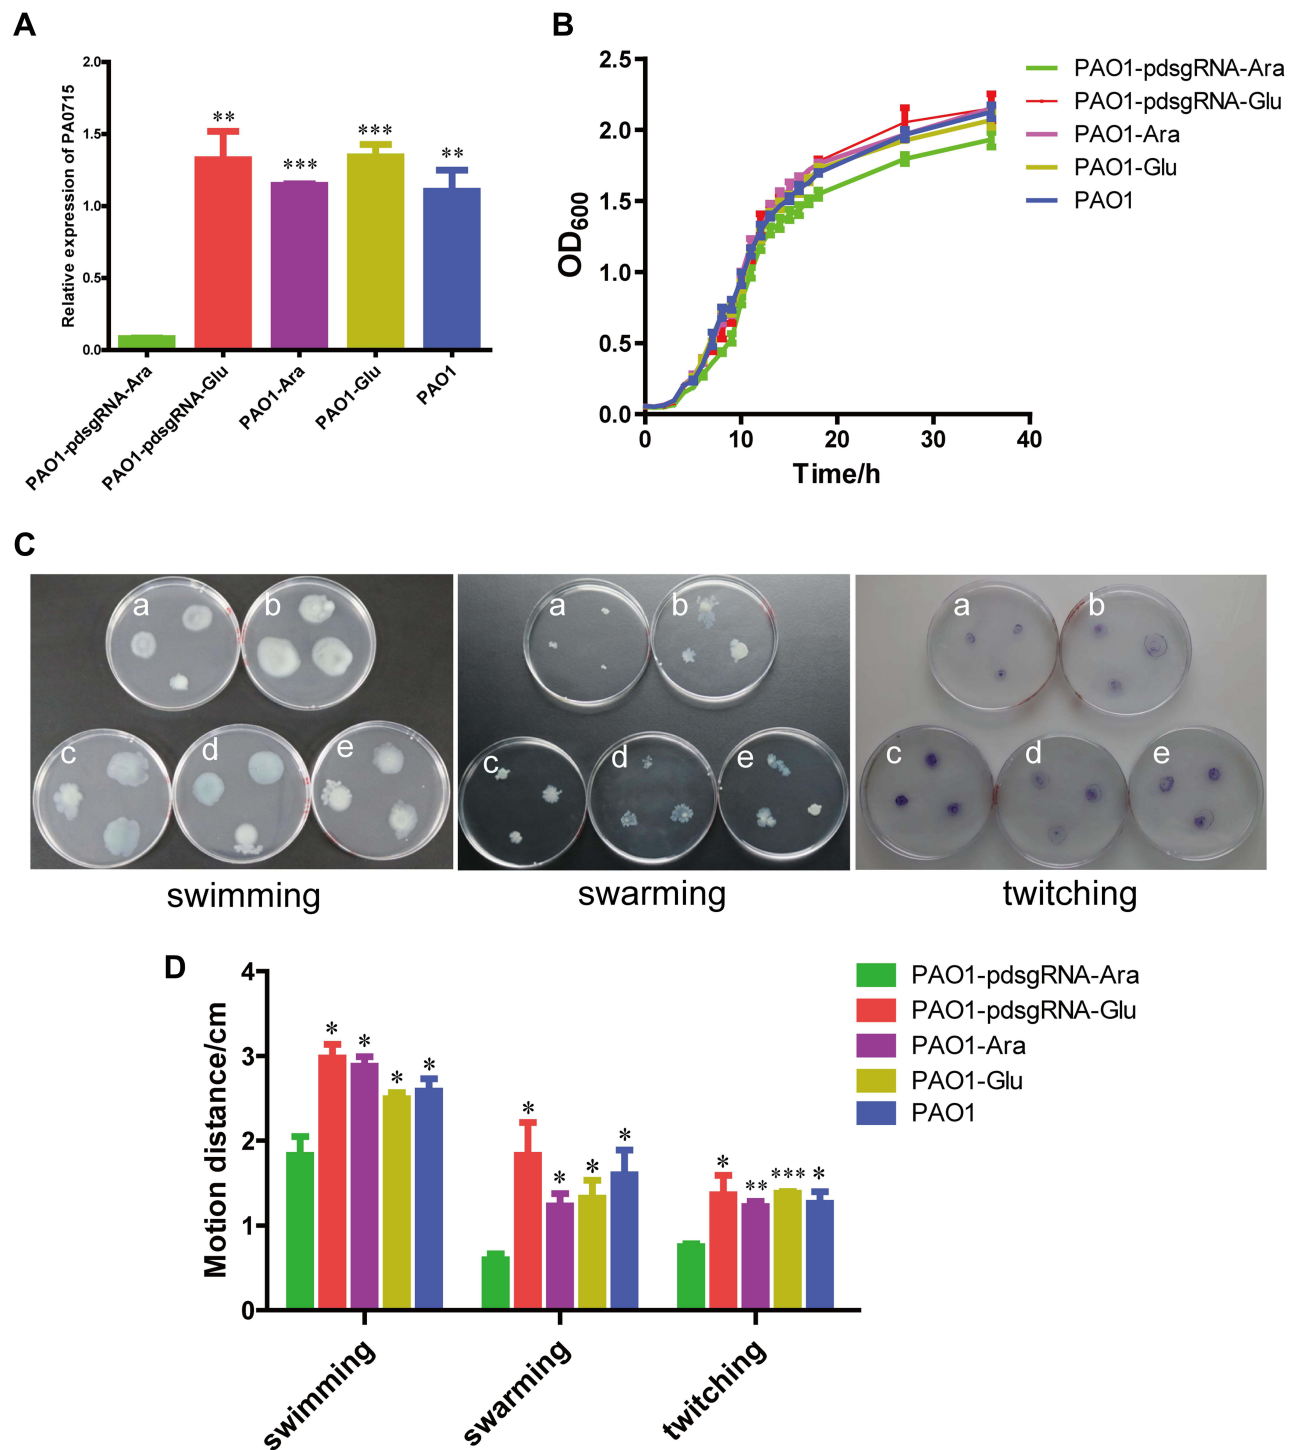 A
Relative expression of PA0715
2.0
1.5
1.0
0.5
0.0
**
***
***
**
PAO1-pdsgRNA-Ara
PAO1-pdsgRNA-Glu
PAO1-Ara
PAO1-Glu
PAO1
B
OD600
2.5
2.0
1.5
1.0
0.5
0.0
0
10
20
30
40
Time/h
PAO1-pdsgRNA-Ara
PAO1-pdsgRNA-Glu
PAO1-Ara
PAO1-Glu
PAO1
C
a
b
c
d
e
swimming
a
b
c
d
e
swarming
a
b
c
d
e
twitching
D
Motion distance/cm
4
3
2
1
0
*
*
*
*
*
*
*
*
*
**
***
*
swimming
swarming
twitching
PAO1-pdsgRNA-Ara
PAO1-pdsgRNA-Glu
PAO1-Ara
PAO1-Glu
PAO1